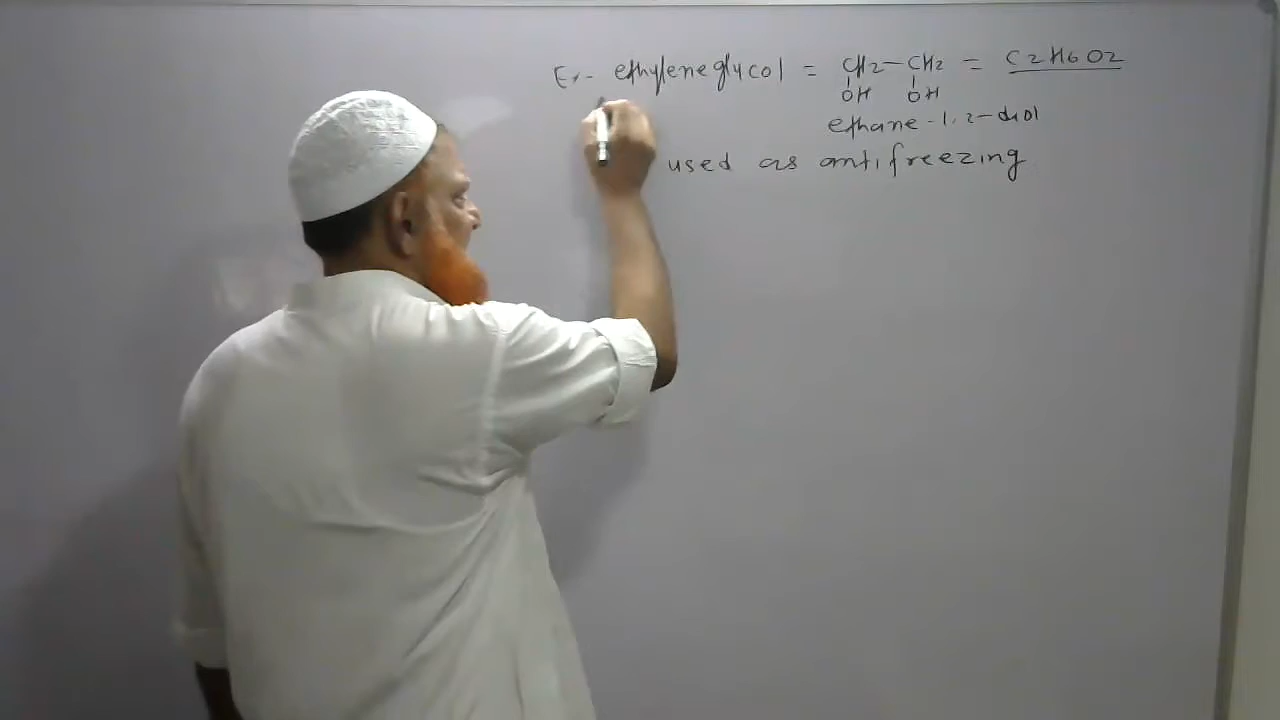 Ex- ethyleneglycol = CH2-CH2 = C2H6O2
OH OH
ethane-1,2-diol
used as antifreezing